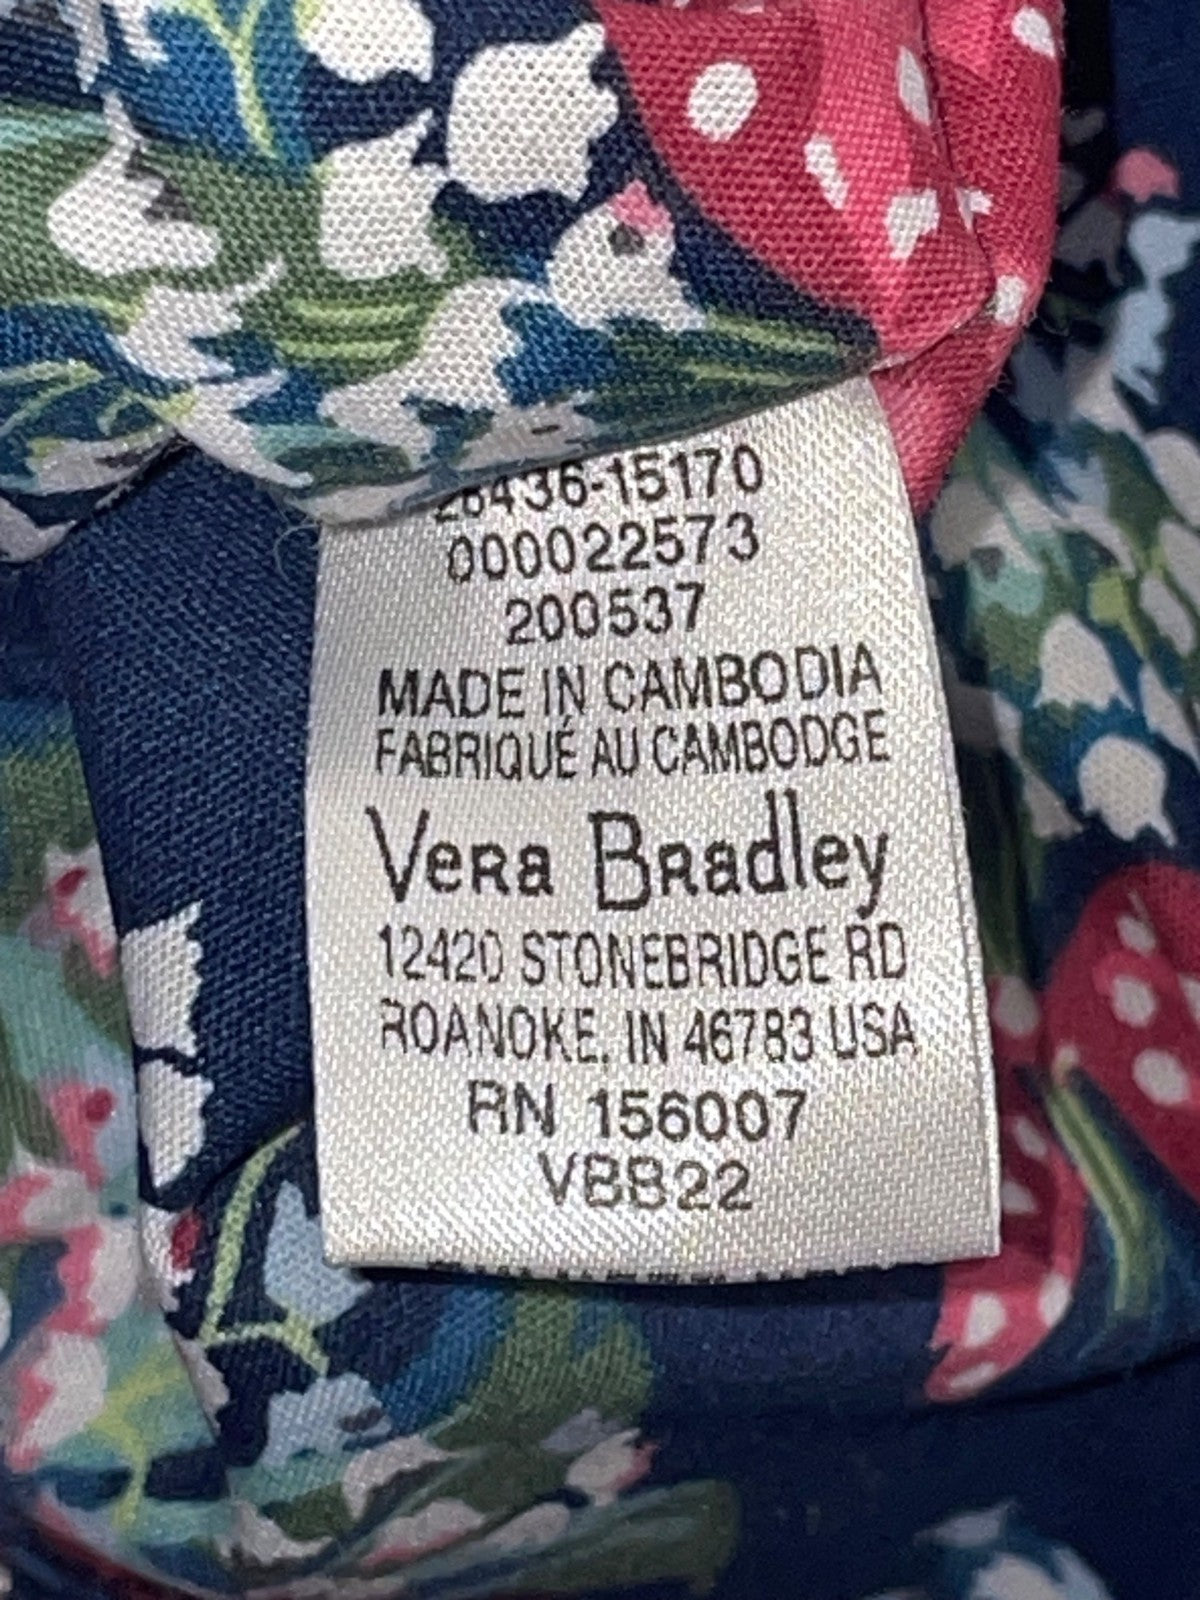 26436-15170
000022573
200537
MADE IN CAMBODIA
FABRIQUÉ AU CAMBODGE
Vera Bradley
12420 STONEBRIDGE RD
ROANOKE, IN 46783 USA
RN 156007
VBB22